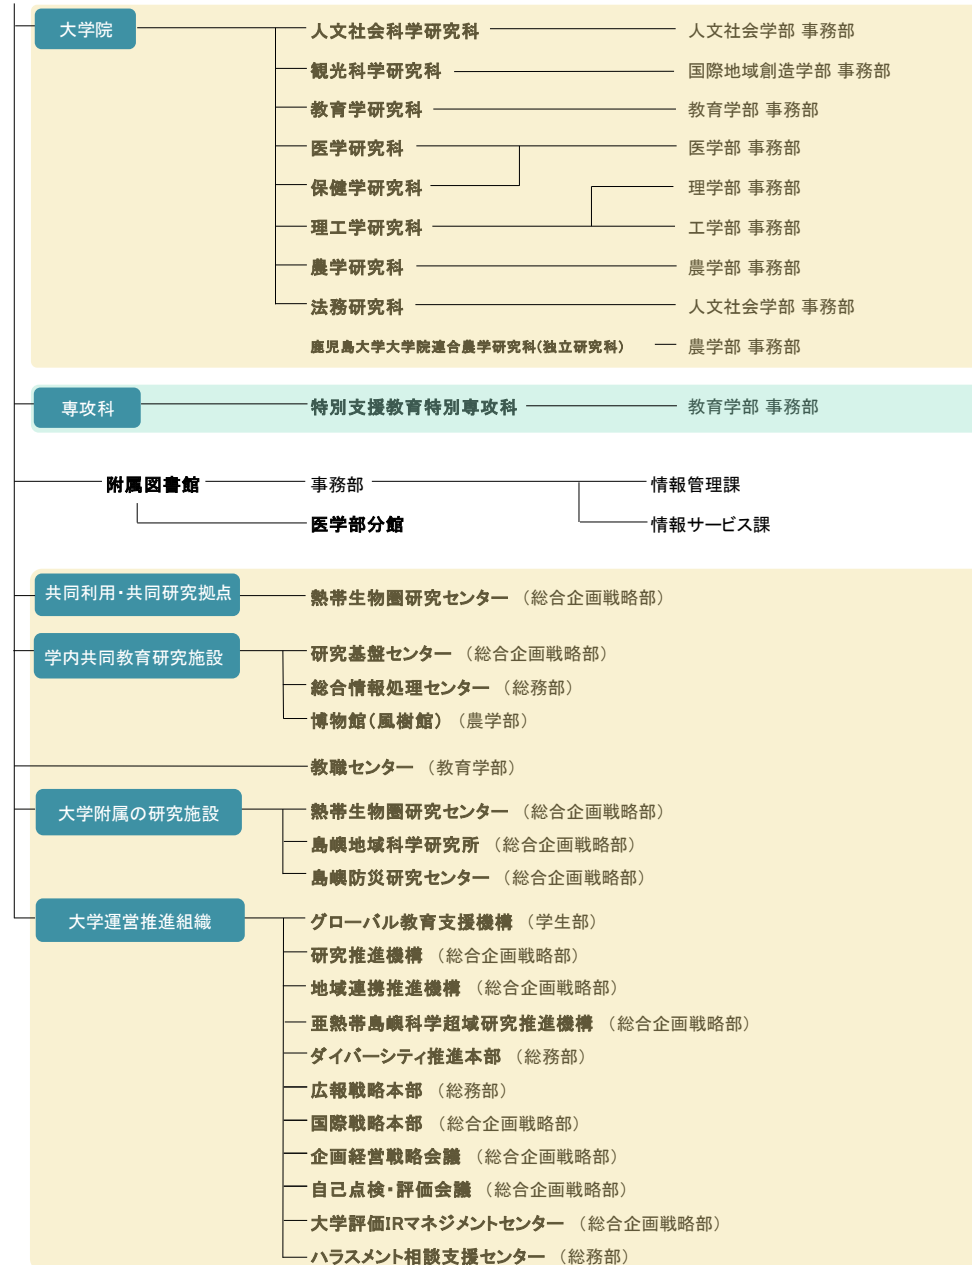 大学院
人文社会科学研究科 人文社会学部 事務部
観光科学研究科 国際地域創造学部 事務部
教育学研究科 教育学部 事務部
医学研究科 医学部 事務部
保健学研究科 理学部 事務部
理工学研究科 工学部 事務部
農学研究科 農学部 事務部
法務研究科 人文社会学部 事務部
鹿児島大学大学院連合農学研究科(独立研究科) 農学部 事務部
専攻科 特別支援教育特別専攻科 教育学部 事務部
附属図書館 事務部 情報管理課
医学部分館 情報サービス課
共同利用・共同研究拠点 熱帯生物圏研究センター (総合企画戦略部)
学内共同教育研究施設 研究基盤センター (総合企画戦略部)
総合情報処理センター (総務部)
博物館(風樹館) (農学部)
教職センター (教育学部)
大学附属の研究施設 熱帯生物圏研究センター (総合企画戦略部)
島嶼地域科学研究所 (総合企画戦略部)
島嶼防災研究センター (総合企画戦略部)
大学運営推進組織 グローバル教育支援機構 (学生部)
研究推進機構 (総合企画戦略部)
地域連携推進機構 (総合企画戦略部)
亜熱帯島嶼科学超域研究推進機構 (総合企画戦略部)
ダイバーシティ推進本部 (総務部)
広報戦略本部 (総務部)
国際戦略本部 (総合企画戦略部)
企画経営戦略会議 (総合企画戦略部)
自己点検・評価会議 (総合企画戦略部)
大学評価IRマネジメントセンター (総合企画戦略部)
ハラスメント相談支援センター (総務部)